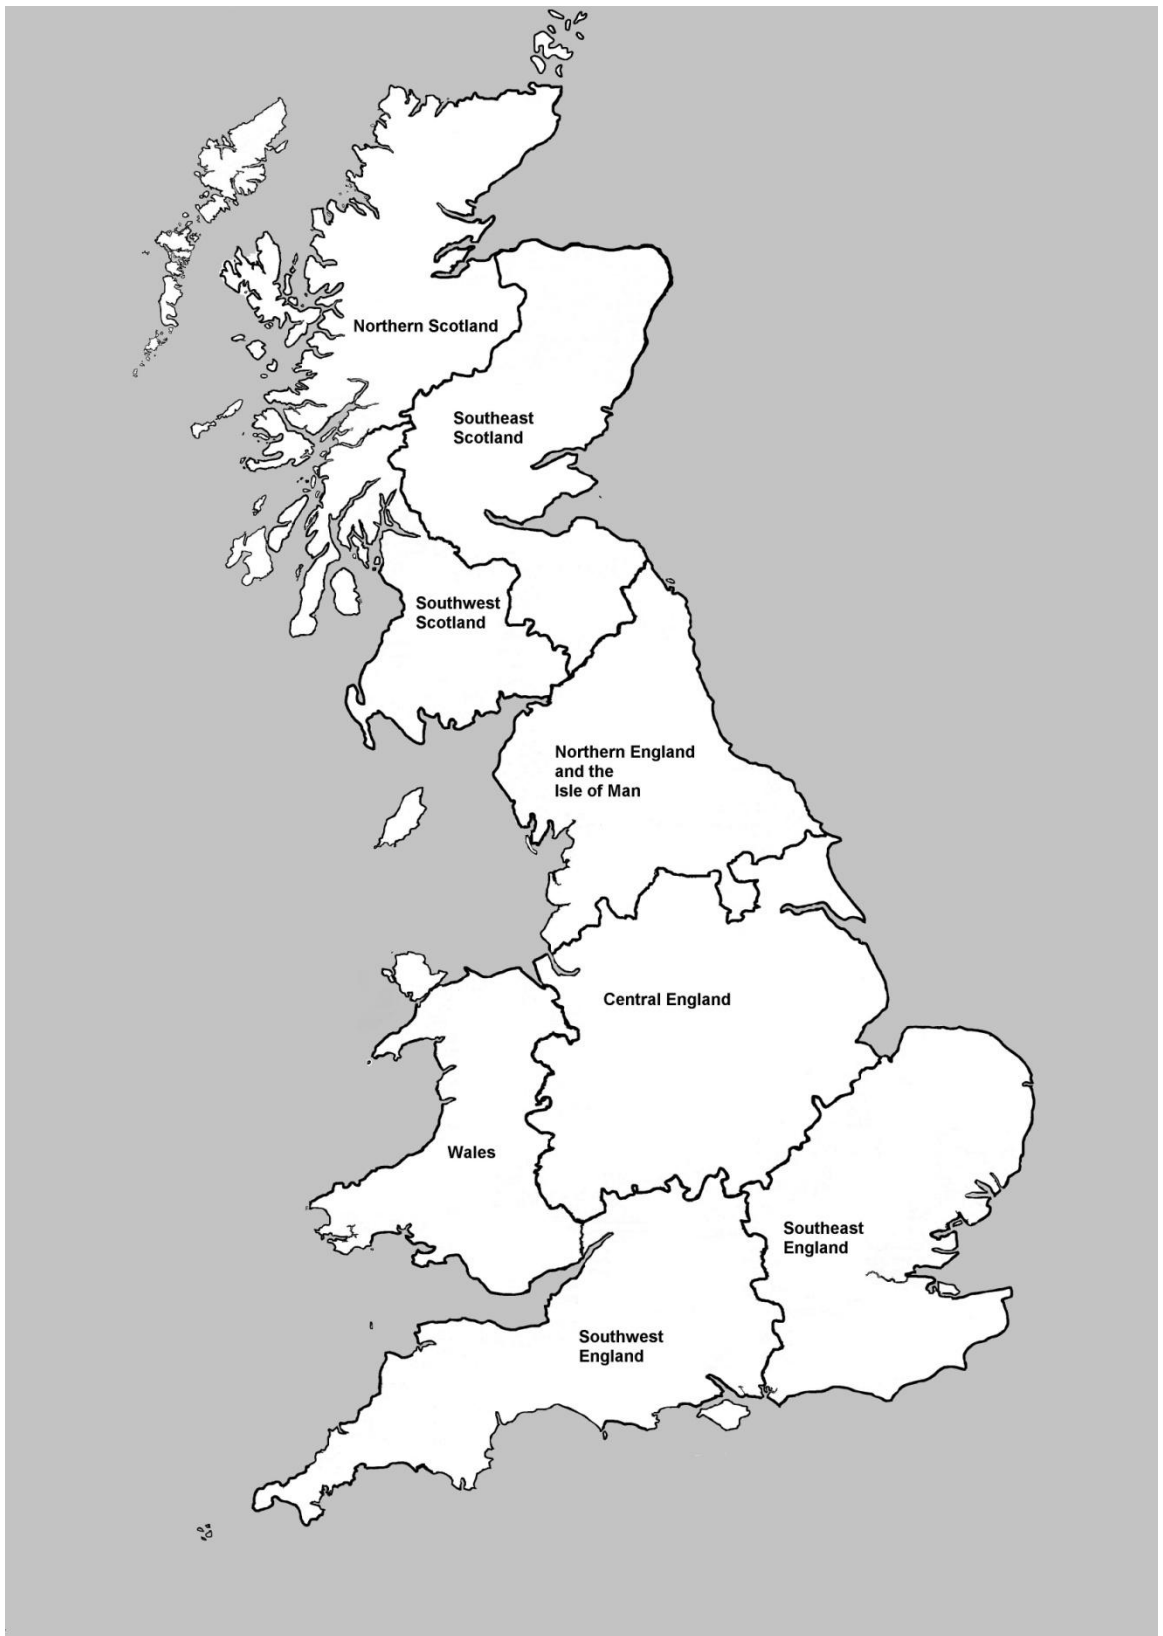 Northern Scotland
Southeast
Scotland
Southwest
Scotland
Northern England
and the
Isle of Man
Central England
Wales
Southeast
England
Southwest
England